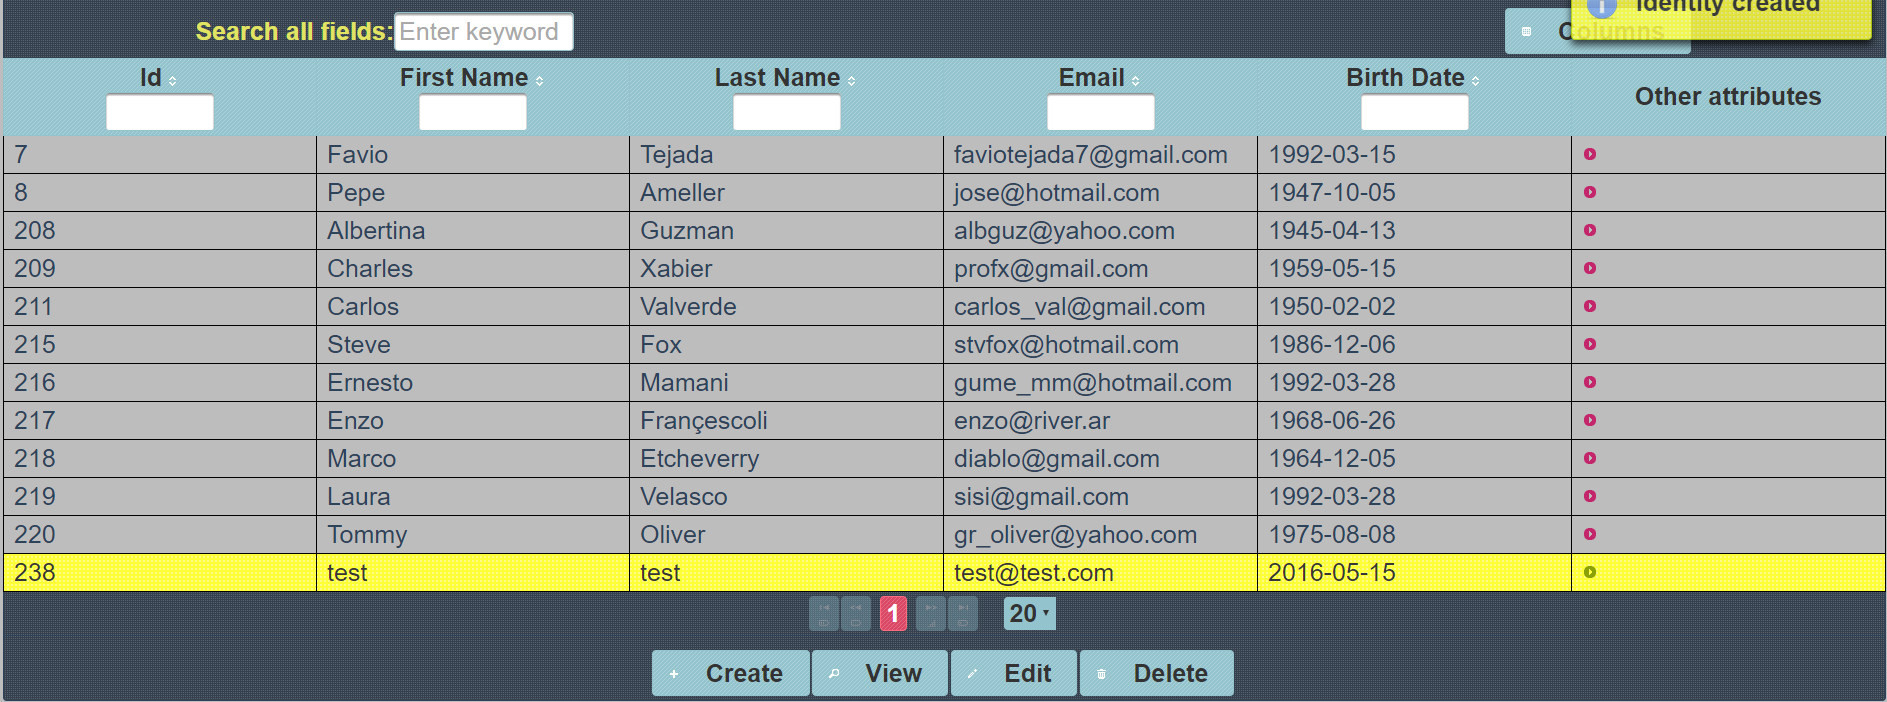 Identity created
Search all fields: Enter keyword Columns
Id First Name Last Name Email Birth Date Other attributes
7 Favio Tejada faviotejada7@gmail.com 1992-03-15
8 Pepe Ameller jose@hotmail.com 1947-10-05
208 Albertina Guzman albguz@yahoo.com 1945-04-13
209 Charles Xabier profx@gmail.com 1959-05-15
211 Carlos Valverde carlos_val@gmail.com 1950-02-02
215 Steve Fox stvfox@hotmail.com 1986-12-06
216 Ernesto Mamani gume_mm@hotmail.com 1992-03-28
217 Enzo Françescoli enzo@river.ar 1968-06-26
218 Marco Etcheverry diablo@gmail.com 1964-12-05
219 Laura Velasco sisi@gmail.com 1992-03-28
220 Tommy Oliver gr_oliver@yahoo.com 1975-08-08
238 test test test@test.com 2016-05-15
1 20
Create View Edit Delete